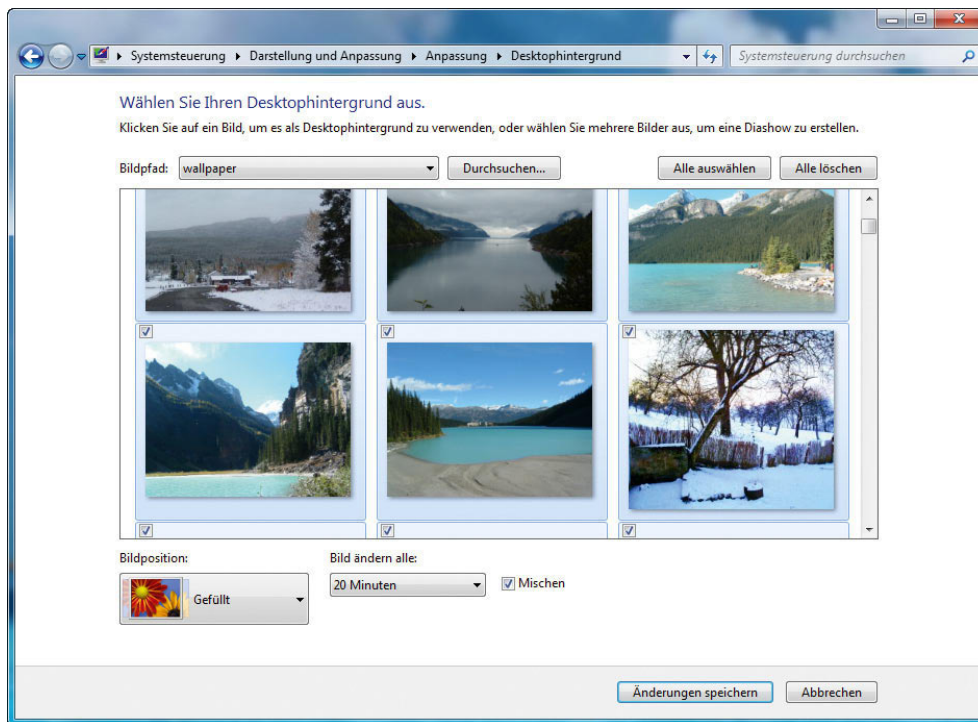 Systemsteuerung Darstellung und Anpassung Anpassung Desktophintergrund Systemsteuerung durchsuchen
Wählen Sie Ihren Desktophintergrund aus.
Klicken Sie auf ein Bild, um es als Desktophintergrund zu verwenden, oder wählen Sie mehrere Bilder aus, um eine Diashow zu erstellen.
Bildpfad: wallpaper Durchsuchen... Alle auswählen Alle löschen
Bildposition: Bild ändern alle:
Gefüllt 20 Minuten Mischen
Änderungen speichern Abbrechen